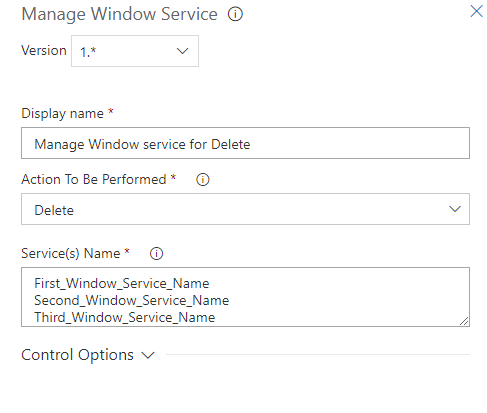 Manage Window Service
Version 1.*
Display name *
Manage Window service for Delete
Action To Be Performed *
Delete
Service(s) Name *
First_Window_Service_Name
Second_Window_Service_Name
Third_Window_Service_Name
Control Options